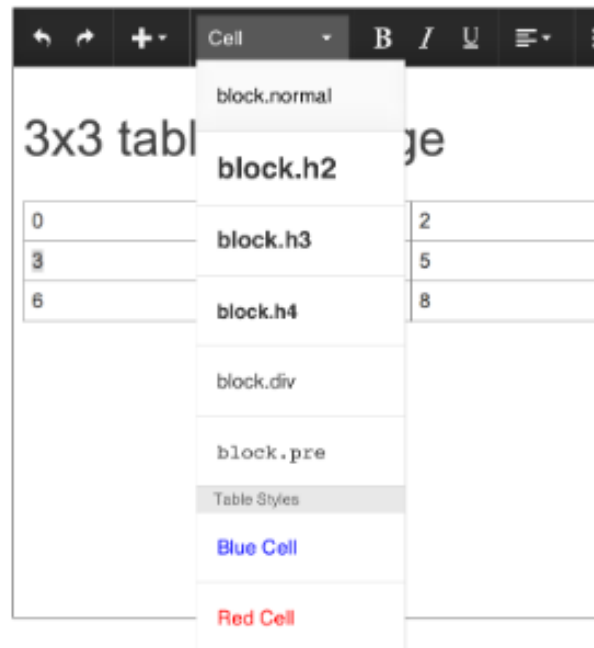 Cell B I U
block.normal
3x3 tabl ge
block.h2
0 2
block.h3
3 5
6 8
block.h4
block.div
block.pre
Table Styles
Blue Cell
Red Cell